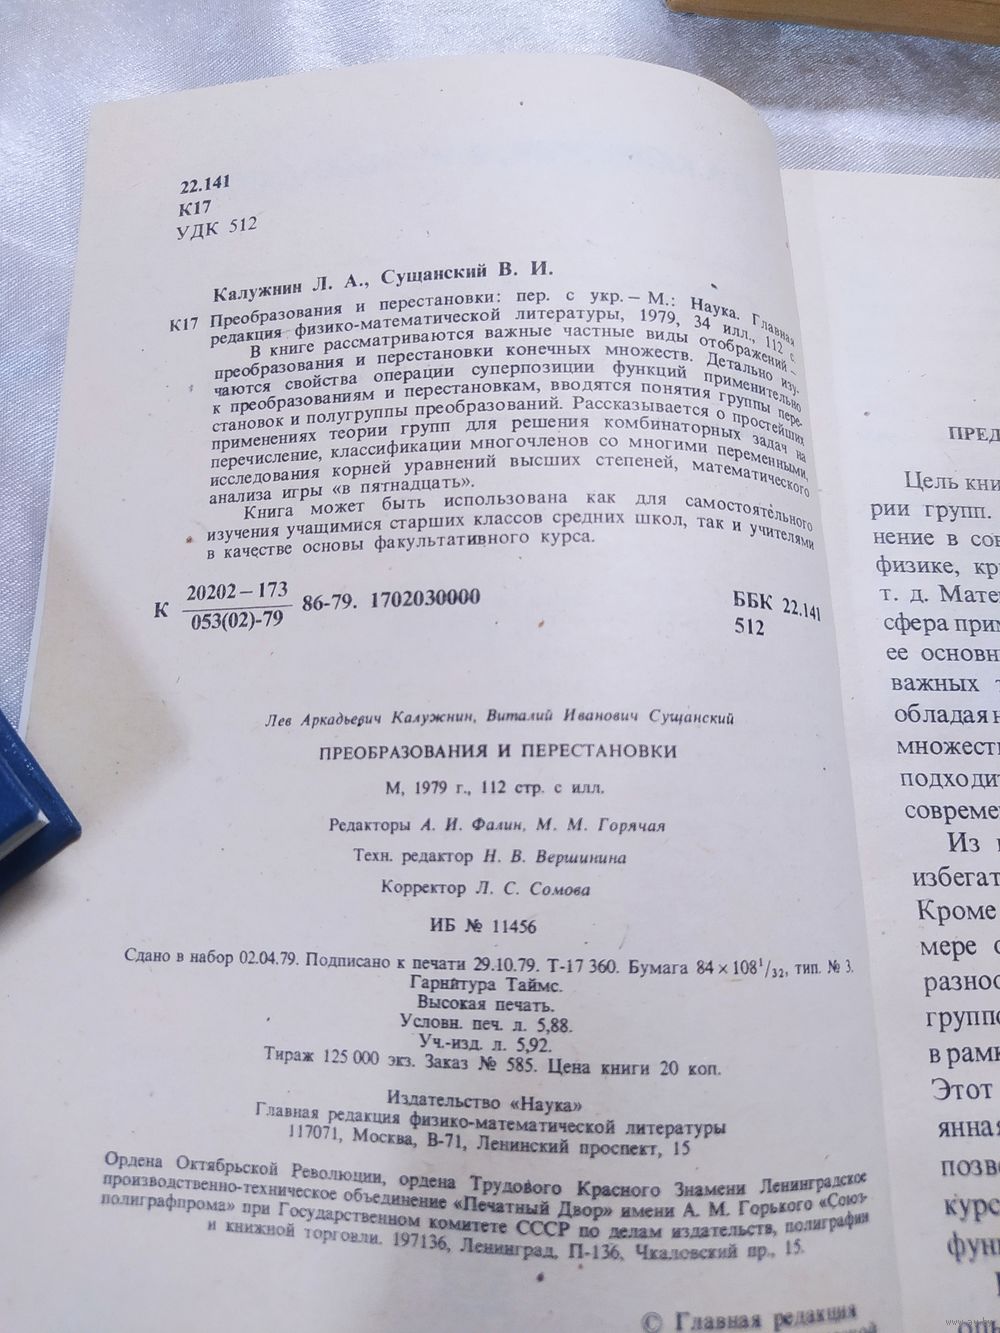 22.141
К17
УДК 512
Калужнин Л. А., Сущанский В. И.
К17 Преобразования и перестановки: пер. с укр. – М.: Наука. Главная
редакция физико-математической литературы, 1979, 34 илл., 112 с.
В книге рассматриваются важные частные виды отображений –
преобразования и перестановки конечных множеств. Детально изу-
чаются свойства операции суперпозиции функций применительно
к преобразованиям и перестановкам, вводятся понятия группы пере-
становок и полугруппы преобразований. Рассказывается о простейших
применениях теории групп для решения комбинаторных задач на
перечисление, классификации многочленов со многими переменными,
исследования корней уравнений высших степеней, математического
анализа игры «в пятнадцать».
Книга может быть использована как для самостоятельного
изучения учащимися старших классов средних школ, так и учителями
в качестве основы факультативного курса.
К 20202 – 173
053(02)-79 86-79. 1702030000
ББК 22.141
512
Лев Аркадьевич Калужнин, Виталий Иванович Сущанский
ПРЕОБРАЗОВАНИЯ И ПЕРЕСТАНОВКИ
М, 1979 г., 112 стр. с илл.
Редакторы А. И. Фалин, М. М. Горячая
Техн. редактор Н. В. Вершинина
Корректор Л. С. Сомова
ИБ № 11456
Сдано в набор 02.04.79. Подписано к печати 29.10.79. Т-17 360. Бумага 84 × 108¹/₃₂, тип. № 3.
Гарнитура Таймс.
Высокая печать.
Условн. печ. л. 5,88.
Уч.-изд. л. 5,92.
Тираж 125 000 экз. Заказ № 585. Цена книги 20 коп.
Издательство «Наука»
Главная редакция физико-математической литературы
117071, Москва, В-71, Ленинский проспект, 15
Ордена Октябрьской Революции, ордена Трудового Красного Знамени Ленинградское
производственно-техническое объединение «Печатный Двор» имени А. М. Горького «Союз-
полиграфпрома» при Государственном комитете СССР по делам издательств, полиграфии
и книжной торговли. 197136, Ленинград, П-136, Чкаловский пр., 15.
© Главная редакция
ПРЕД
Цель кни
рии групп.
нение в сов
физике, кр
т. д. Мате
сфера прим
ее основн
важных т
обладая н
множеств
подходит
совреме
Из
избегат
Кроме
мере с
разнос
группо
в рамк
Этот
янная
позво
курс
функ